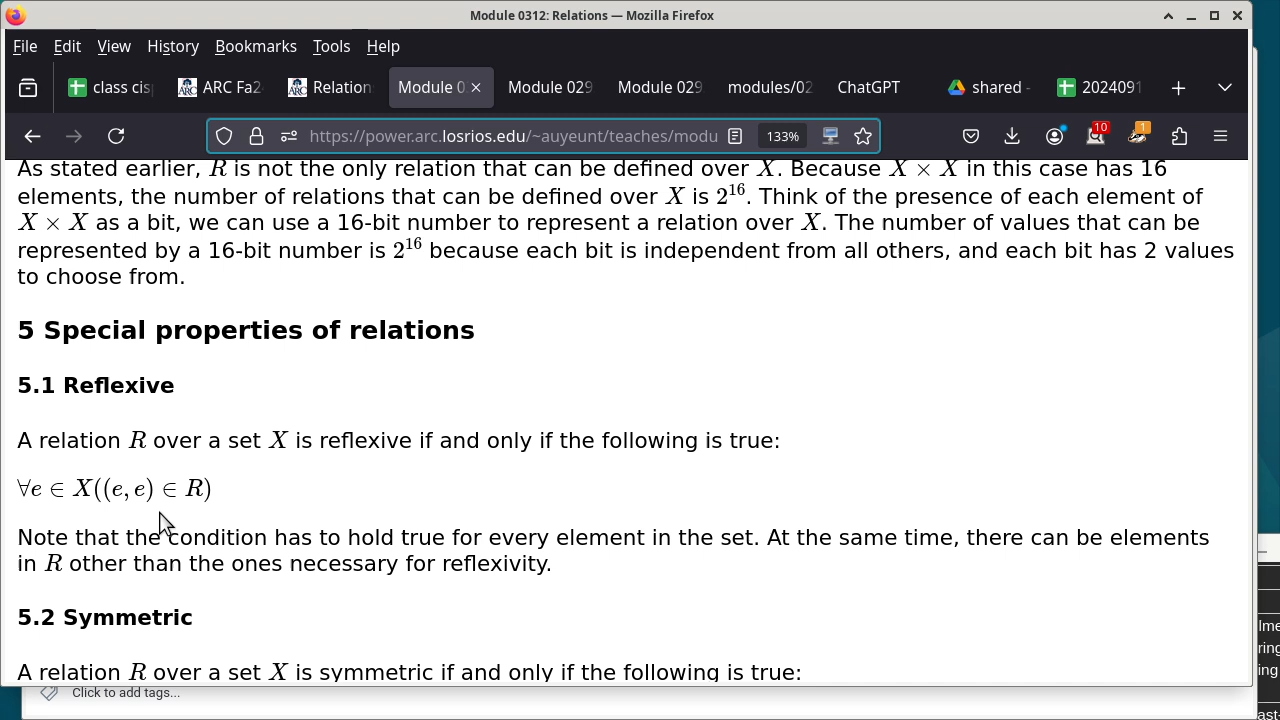 Module 0312: Relations — Mozilla Firefox
File Edit View History Bookmarks Tools Help
class cis ARC Fa2 Relation Module 0 Module 029 Module 029 modules/02 ChatGPT shared - 2024091
https://power.arc.losrios.edu/~auyeunt/teaches/modu 133% 10 1
As stated earlier, R is not the only relation that can be defined over X. Because X × X in this case has 16
elements, the number of relations that can be defined over X is 2^16. Think of the presence of each element of
X × X as a bit, we can use a 16-bit number to represent a relation over X. The number of values that can be
represented by a 16-bit number is 2^16 because each bit is independent from all others, and each bit has 2 values
to choose from.
5 Special properties of relations
5.1 Reflexive
A relation R over a set X is reflexive if and only if the following is true:
∀e ∈ X((e, e) ∈ R)
Note that the condition has to hold true for every element in the set. At the same time, there can be elements
in R other than the ones necessary for reflexivity.
5.2 Symmetric
A relation R over a set X is symmetric if and only if the following is true:
Click to add tags...